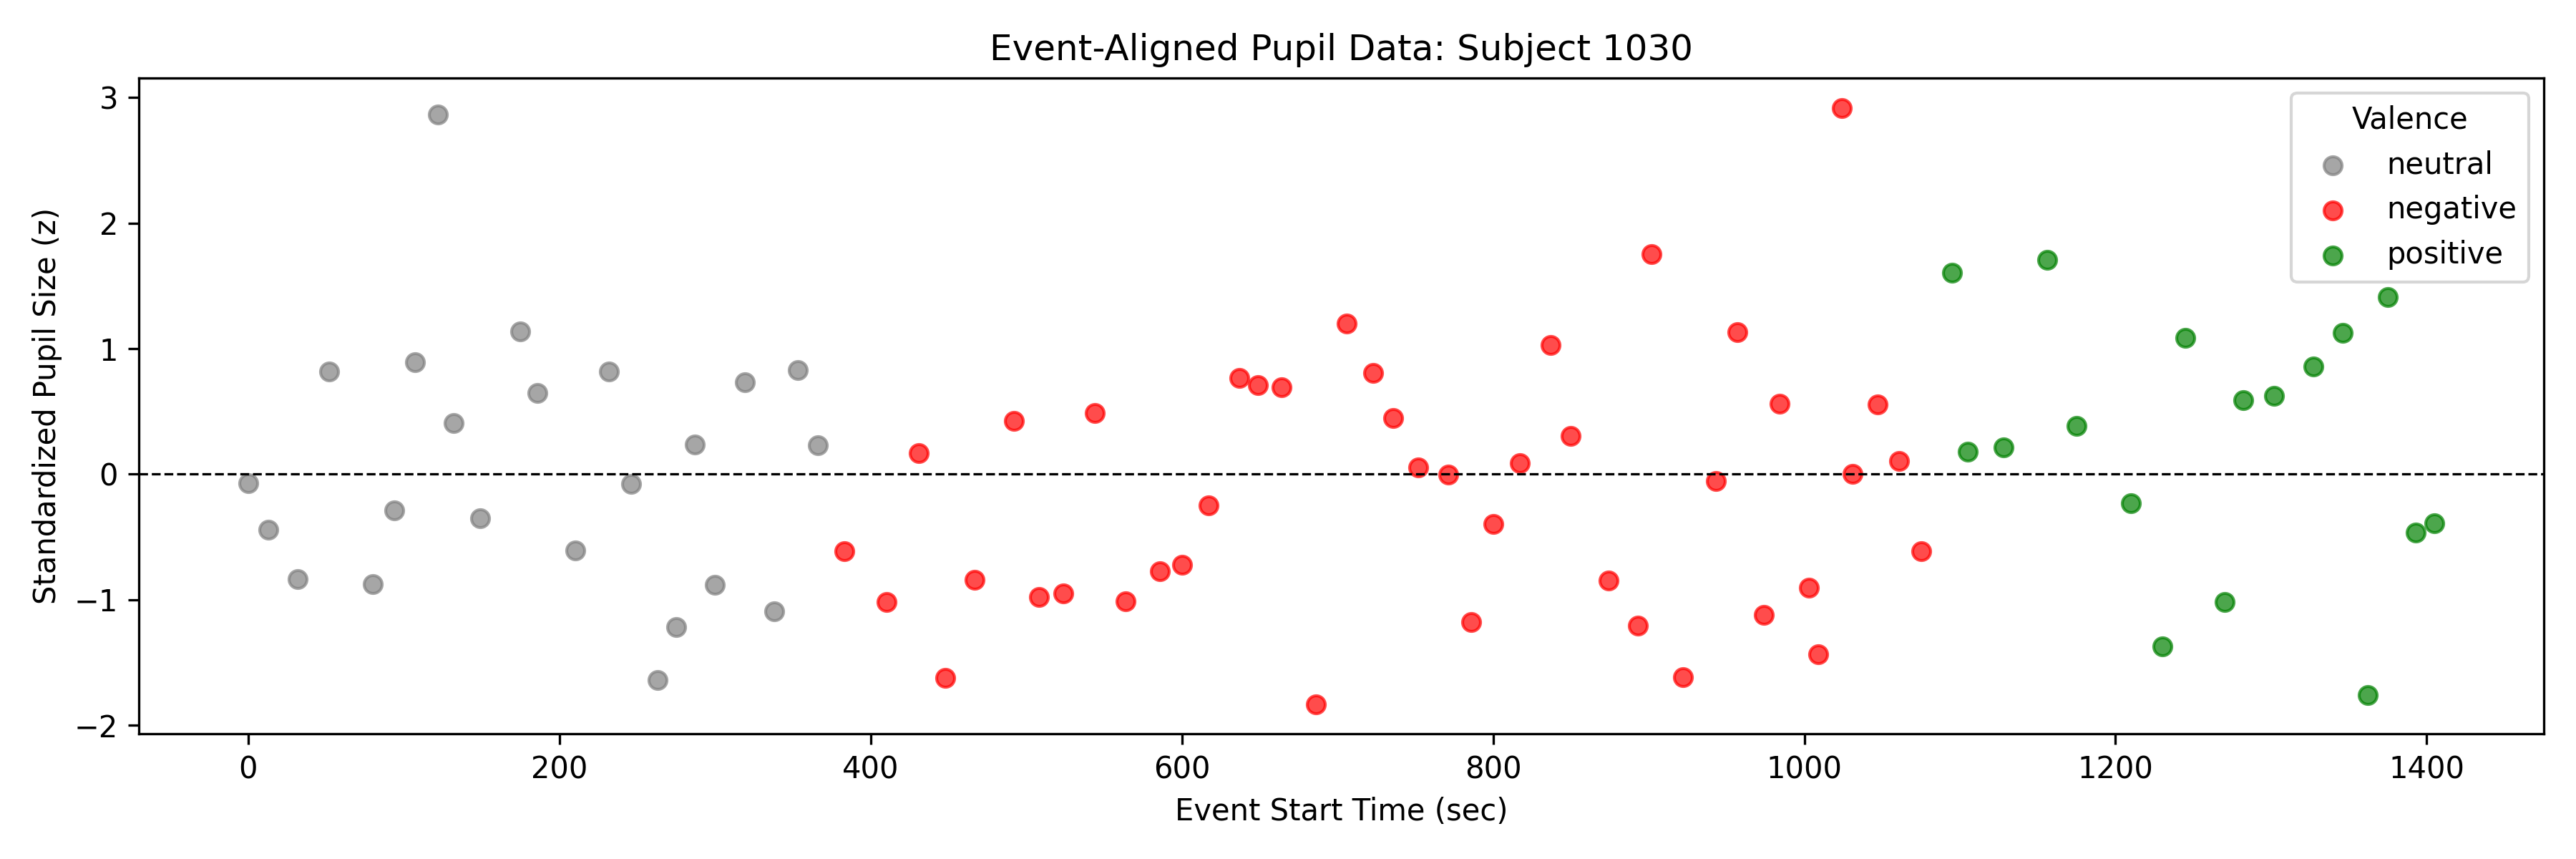 Event-Aligned Pupil Data: Subject 1030
Standardized Pupil Size (z)
3
2
1
0
−1
−2
Valence
neutral
negative
positive
0 200 400 600 800 1000 1200 1400
Event Start Time (sec)